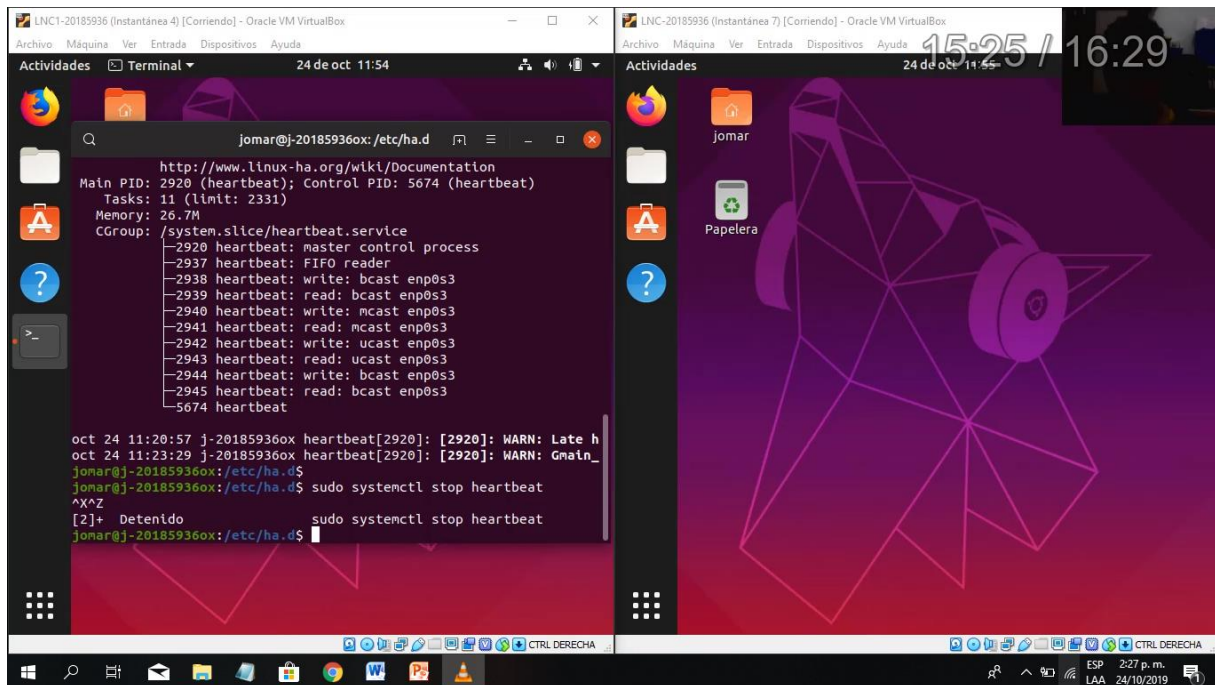 LNC1-20185936 (Instantánea 4) [Corriendo] - Oracle VM VirtualBox
Archivo Máquina Ver Entrada Dispositivos Ayuda
Actividades Terminal 24 de oct 11:54
jomar@j-20185936ox: /etc/ha.d
http://www.linux-ha.org/wiki/Documentation
Main PID: 2920 (heartbeat); Control PID: 5674 (heartbeat)
Tasks: 11 (limit: 2331)
Memory: 26.7M
CGroup: /system.slice/heartbeat.service
├─2920 heartbeat: master control process
├─2937 heartbeat: FIFO reader
├─2938 heartbeat: write: bcast enp0s3
├─2939 heartbeat: read: bcast enp0s3
├─2940 heartbeat: write: mcast enp0s3
├─2941 heartbeat: read: mcast enp0s3
├─2942 heartbeat: write: ucast enp0s3
├─2943 heartbeat: read: ucast enp0s3
├─2944 heartbeat: write: bcast enp0s3
├─2945 heartbeat: read: bcast enp0s3
└─5674 heartbeat
oct 24 11:20:57 j-20185936ox heartbeat[2920]: [2920]: WARN: Late h
oct 24 11:23:29 j-20185936ox heartbeat[2920]: [2920]: WARN: Gmain_
jomar@j-20185936ox:/etc/ha.d$
jomar@j-20185936ox:/etc/ha.d$ sudo systemctl stop heartbeat
^X^Z
[2]+ Detenido sudo systemctl stop heartbeat
jomar@j-20185936ox:/etc/ha.d$
CTRL DERECHA
LNC-20185936 (Instantánea 7) [Corriendo] - Oracle VM VirtualBox
Archivo Máquina Ver Entrada Dispositivos Ayuda
15:25 / 16:29
Actividades 24 de oct 11:55
jomar
Papelera
CTRL DERECHA
ESP 2:27 p. m.
LAA 24/10/2019